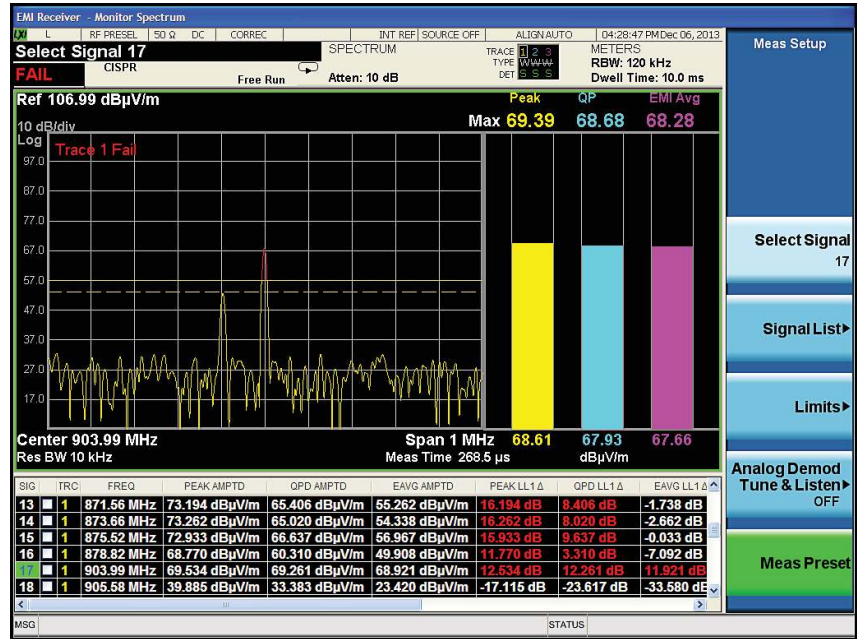 EMI Receiver - Monitor Spectrum
LXI L RF PRESEL 50 Ω DC CORREC INT REF SOURCE OFF ALIGN AUTO 04:28:47 PM Dec 06, 2013
Select Signal 17
SPECTRUM
TRACE 1 2 3
METERS
TYPE WWW
RBW: 120 kHz
FAIL
CISPR
Free Run
Atten: 10 dB
DET S S S
Dwell Time: 10.0 ms
Ref 106.99 dBµV/m
Peak QP EMI Avg
10 dB/div
Max 69.39 68.68 68.28
Log
Trace 1 Fail
97.0
87.0
77.0
67.0
57.0
47.0
37.0
27.0
17.0
Center 903.99 MHz
Span 1 MHz
68.61 67.93 67.66
Res BW 10 kHz
Meas Time 268.5 µs
dBµV/m
SIG TRC FREQ PEAK AMPTD QPD AMPTD EAVG AMPTD PEAK LL1 Δ QPD LL1 Δ EAVG LL1 Δ
13 1 871.56 MHz 73.194 dBµV/m 65.406 dBµV/m 55.262 dBµV/m 16.194 dB 8.406 dB -1.738 dB
14 1 873.66 MHz 73.262 dBµV/m 65.020 dBµV/m 54.338 dBµV/m 16.262 dB 8.020 dB -2.662 dB
15 1 875.52 MHz 72.933 dBµV/m 66.637 dBµV/m 56.967 dBµV/m 15.933 dB 9.637 dB -0.033 dB
16 1 878.82 MHz 68.770 dBµV/m 60.310 dBµV/m 49.908 dBµV/m 11.770 dB 3.310 dB -7.092 dB
17 1 903.99 MHz 69.534 dBµV/m 69.261 dBµV/m 68.921 dBµV/m 12.534 dB 12.261 dB 11.921 dB
18 1 905.58 MHz 39.885 dBµV/m 33.383 dBµV/m 23.420 dBµV/m -17.115 dB -23.617 dB -33.580 dB
MSG
STATUS
Meas Setup
Select Signal
17
Signal List
Limits
Analog Demod
Tune & Listen
OFF
Meas Preset